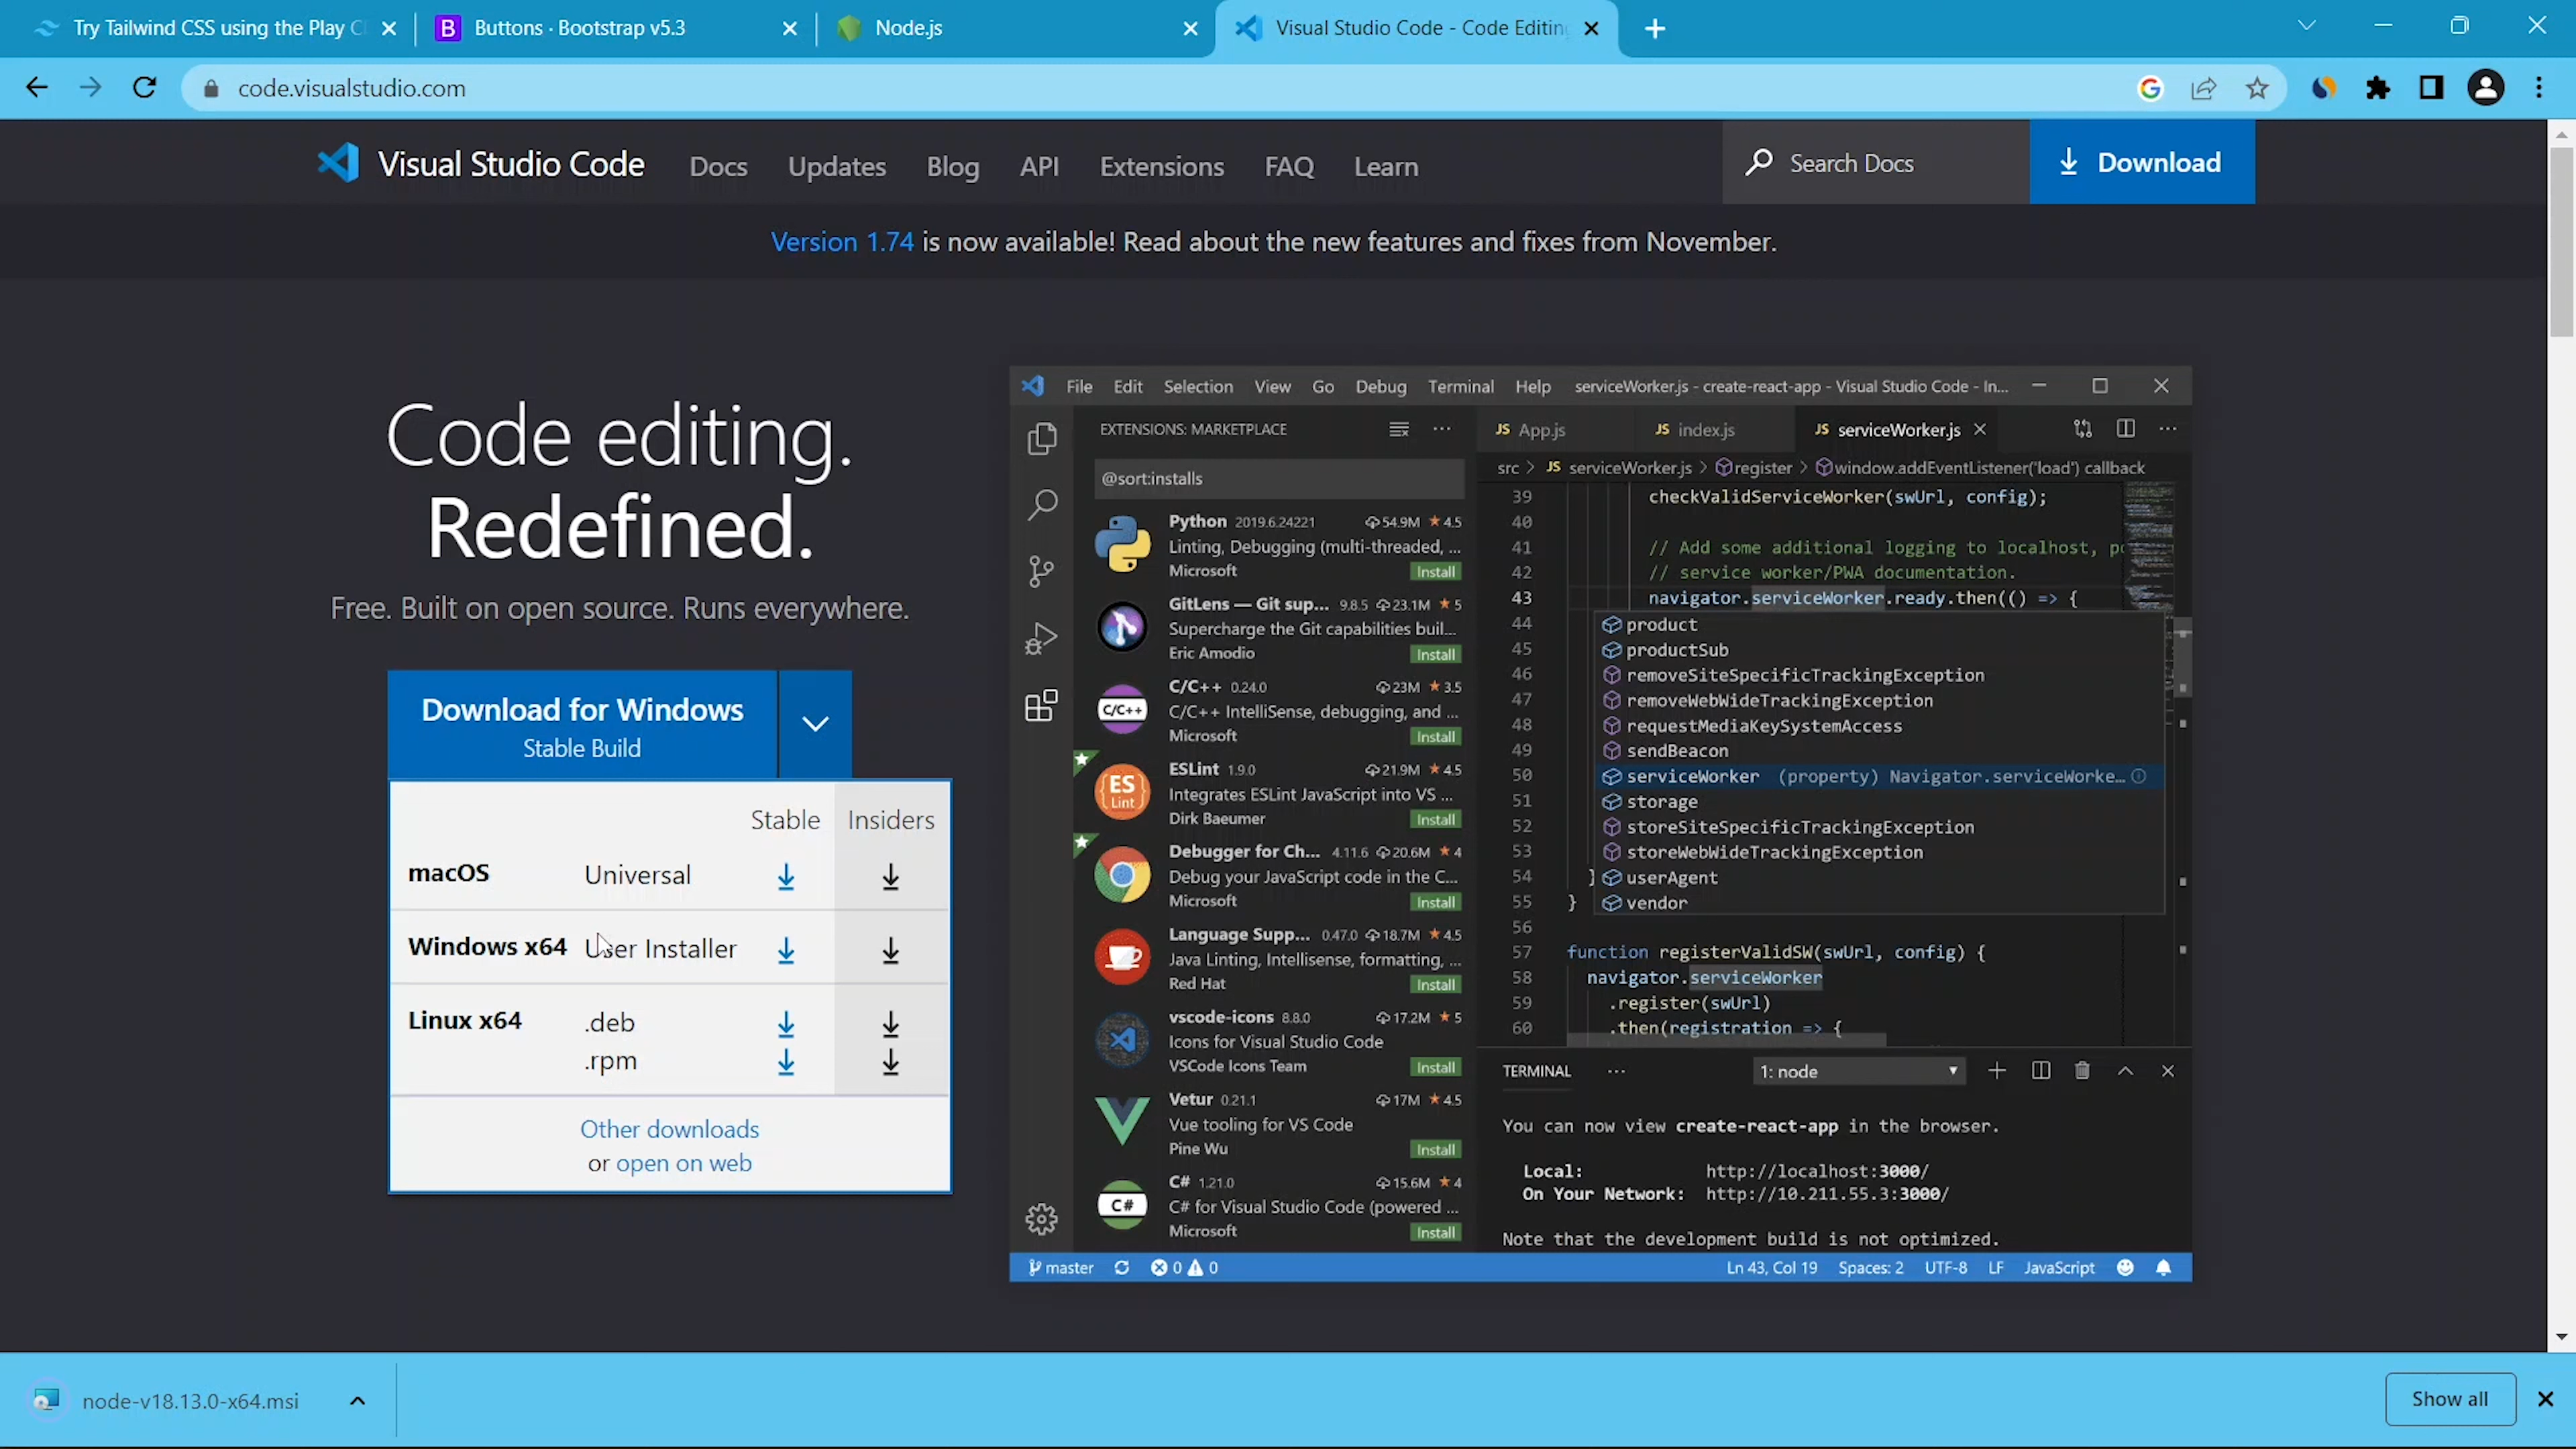 Try Tailwind CSS using the Play C
Buttons · Bootstrap v5.3
Node.js
Visual Studio Code - Code Editing
code.visualstudio.com
Visual Studio Code
Docs
Updates
Blog
API
Extensions
FAQ
Learn
Search Docs
Download
Version 1.74 is now available! Read about the new features and fixes from November.
Code editing.
Redefined.
Free. Built on open source. Runs everywhere.
Download for Windows
Stable Build
Stable Insiders
macOS Universal
Windows x64 User Installer
Linux x64 .deb
.rpm
Other downloads
or open on web
File Edit Selection View Go Debug Terminal Help serviceWorker.js - create-react-app - Visual Studio Code - In...
EXTENSIONS: MARKETPLACE
@sort:installs
Python 2019.6.24221 54.9M 4.5
Linting, Debugging (multi-threaded, ...
Microsoft Install
GitLens — Git sup... 9.8.5 23.1M 5
Supercharge the Git capabilities buil...
Eric Amodio Install
C/C++
C/C++ 0.24.0 23M 3.5
C/C++ IntelliSense, debugging, and ...
Microsoft Install
ES
Lint
ESLint 1.9.0 21.9M 4.5
Integrates ESLint JavaScript into VS ...
Dirk Baeumer Install
Debugger for Ch... 4.11.6 20.6M 4
Debug your JavaScript code in the C...
Microsoft Install
Language Supp... 0.47.0 18.7M 4.5
Java Linting, Intellisense, formatting, ...
Red Hat Install
vscode-icons 8.8.0 17.2M 5
Icons for Visual Studio Code
VSCode Icons Team Install
Vetur 0.21.1 17M 4.5
Vue tooling for VS Code
Pine Wu Install
C#
C# 1.21.0 15.6M 4
C# for Visual Studio Code (powered ...
Microsoft Install
JS App.js
JS index.js
JS serviceWorker.js
src > JS serviceWorker.js > register > window.addEventListener('load') callback
39 checkValidServiceWorker(swUrl, config);
40
41 // Add some additional logging to localhost, po
42 // service worker/PWA documentation.
43 navigator.serviceWorker.ready.then(() => {
44 product
45 productSub
46 removeSiteSpecificTrackingException
47 removeWebWideTrackingException
48 requestMediaKeySystemAccess
49 sendBeacon
50 serviceWorker (property) Navigator.serviceWorke...
51 storage
52 storeSiteSpecificTrackingException
53 storeWebWideTrackingException
54 } userAgent
55 } vendor
56
57 function registerValidSW(swUrl, config) {
58 navigator.serviceWorker
59 .register(swUrl)
60 .then(registration => {
TERMINAL ... 1: node
You can now view create-react-app in the browser.
Local: http://localhost:3000/
On Your Network: http://10.211.55.3:3000/
Note that the development build is not optimized.
master 0 0 Ln 43, Col 19 Spaces: 2 UTF-8 LF JavaScript
node-v18.13.0-x64.msi
Show all